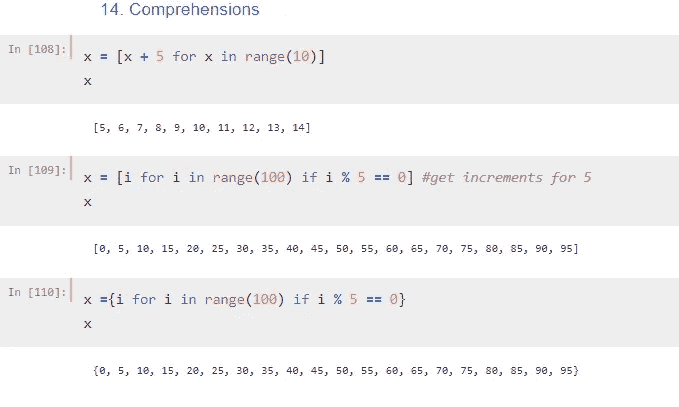 14. Comprehensions
In [108]:
x = [x + 5 for x in range(10)]
x
[5, 6, 7, 8, 9, 10, 11, 12, 13, 14]
In [109]:
x = [i for i in range(100) if i % 5 == 0] #get increments for 5
x
[0, 5, 10, 15, 20, 25, 30, 35, 40, 45, 50, 55, 60, 65, 70, 75, 80, 85, 90, 95]
In [110]:
x ={i for i in range(100) if i % 5 == 0}
x
{0, 5, 10, 15, 20, 25, 30, 35, 40, 45, 50, 55, 60, 65, 70, 75, 80, 85, 90, 95}